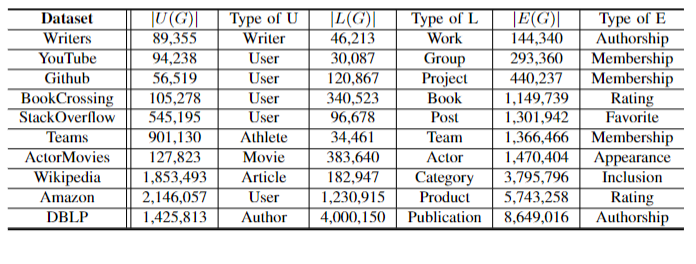 Dataset |U(G)| Type of U |L(G)| Type of L |E(G)| Type of E
Writers 89,355 Writer 46,213 Work 144,340 Authorship
YouTube 94,238 User 30,087 Group 293,360 Membership
Github 56,519 User 120,867 Project 440,237 Membership
BookCrossing 105,278 User 340,523 Book 1,149,739 Rating
StackOverflow 545,195 User 96,678 Post 1,301,942 Favorite
Teams 901,130 Athlete 34,461 Team 1,366,466 Membership
ActorMovies 127,823 Movie 383,640 Actor 1,470,404 Appearance
Wikipedia 1,853,493 Article 182,947 Category 3,795,796 Inclusion
Amazon 2,146,057 User 1,230,915 Product 5,743,258 Rating
DBLP 1,425,813 Author 4,000,150 Publication 8,649,016 Authorship